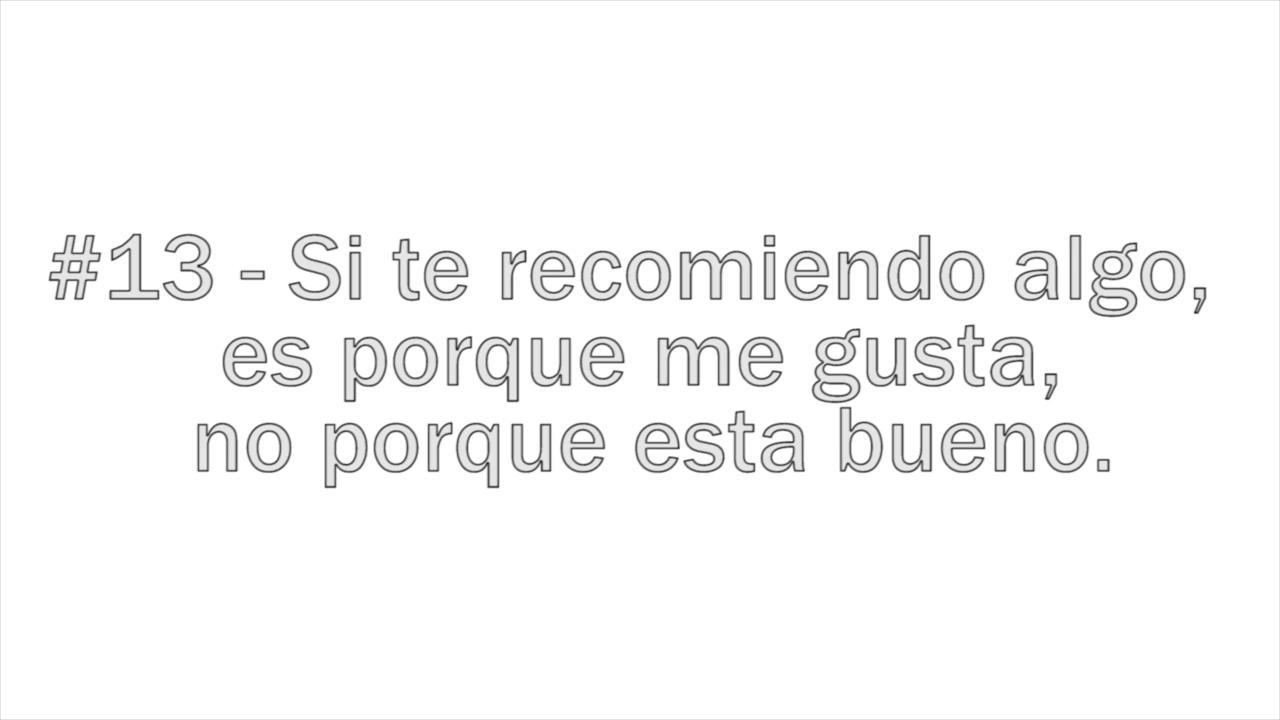 #13 - Si te recomiendo algo,
es porque me gusta,
no porque esta bueno.